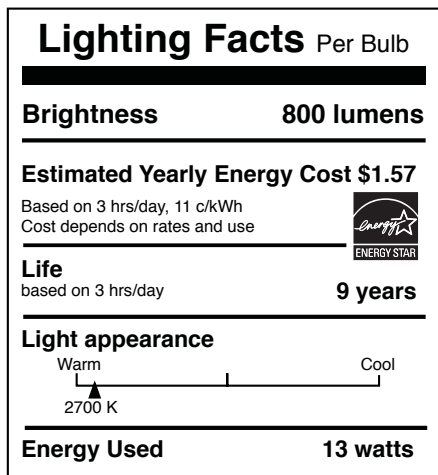 Lighting Facts Per Bulb
Brightness 800 lumens
Estimated Yearly Energy Cost $1.57
Based on 3 hrs/day, 11 c/kWh
Cost depends on rates and use
energy
ENERGY STAR
Life
based on 3 hrs/day 9 years
Light appearance
Warm Cool
2700 K
Energy Used 13 watts